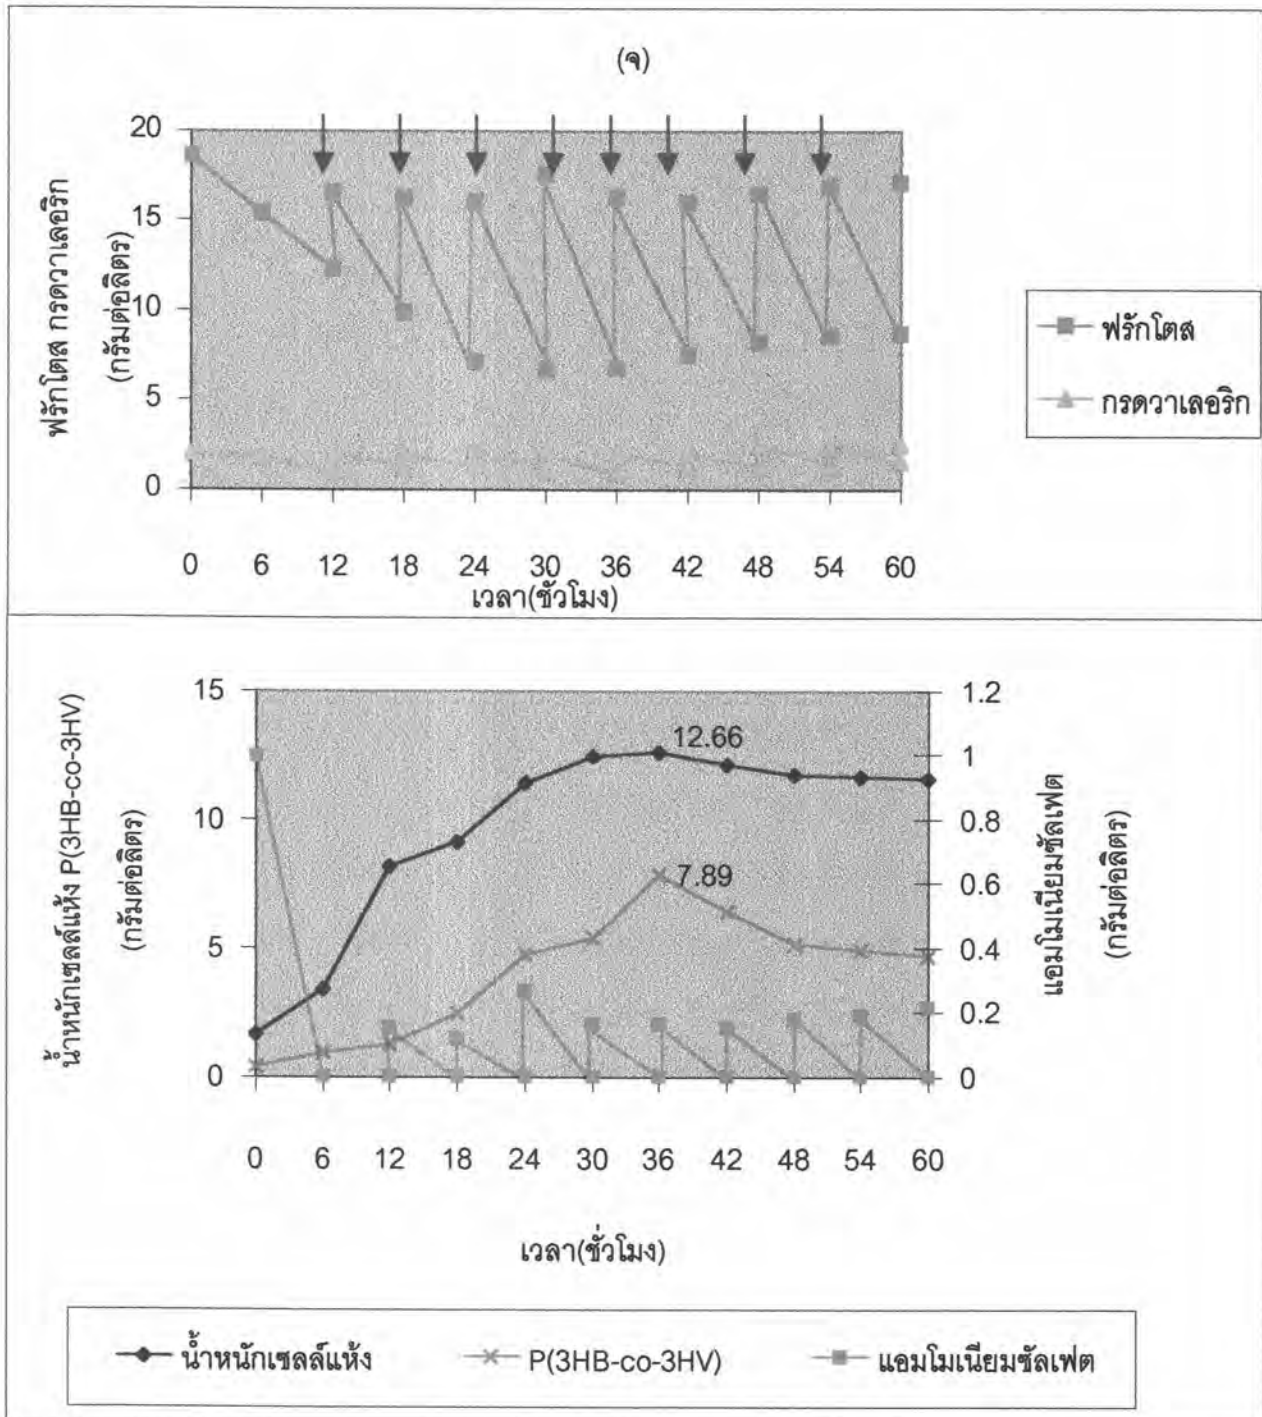 (จ)
20
15
10
5
0
ฟรักโตส กรดวาเลอริก
(กรัมต่อลิตร)
0 6 12 18 24 30 36 42 48 54 60
เวลา(ชั่วโมง)
ฟรักโตส
กรดวาเลอริก
15
10
5
0
น้ำหนักเซลล์แห้ง P(3HB-co-3HV)
(กรัมต่อลิตร)
12.66
7.89
1.2
1
0.8
0.6
0.4
0.2
0
แอมโมเนียมซัลเฟต
(กรัมต่อลิตร)
0 6 12 18 24 30 36 42 48 54 60
เวลา(ชั่วโมง)
น้ำหนักเซลล์แห้ง P(3HB-co-3HV) แอมโมเนียมซัลเฟต